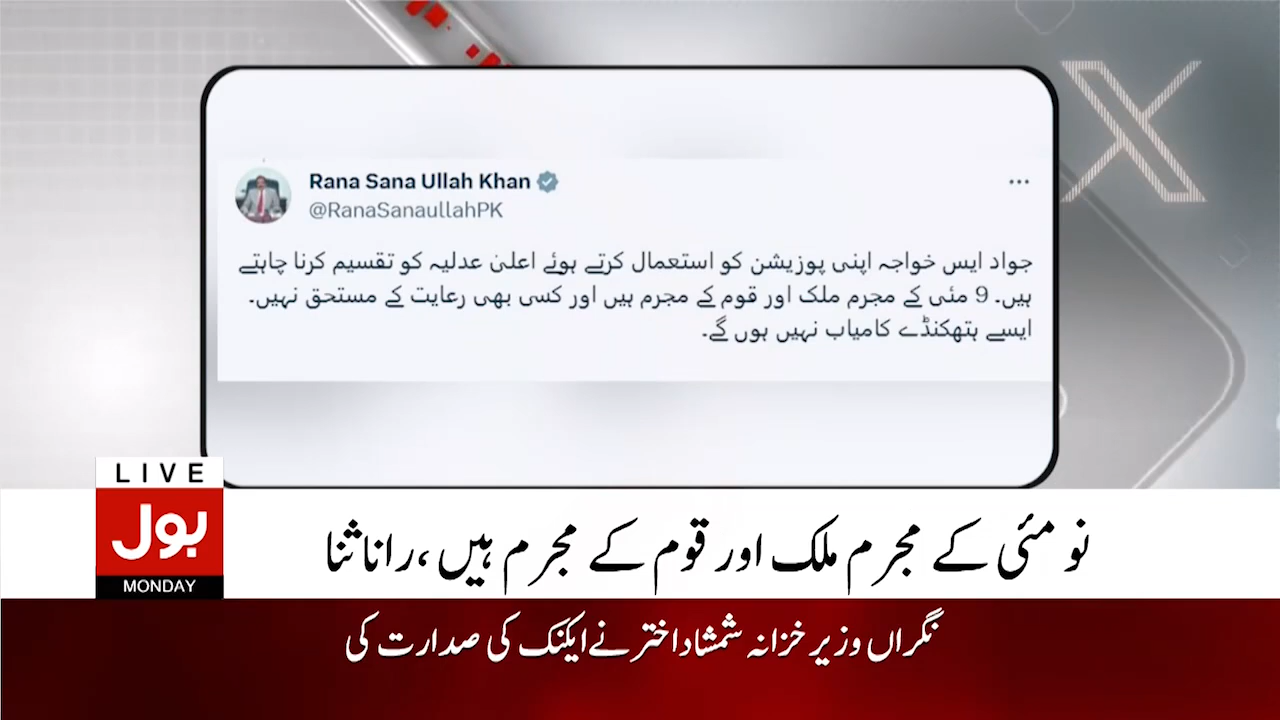 Rana Sana Ullah Khan
@RanaSanaullahPK
جواد ایس خواجہ اپنی پوزیشن کو استعمال کرتے ہوئے اعلیٰ عدلیہ کو تقسیم کرنا چاہتے
ہیں۔ 9 مئی کے مجرم ملک اور قوم کے مجرم ہیں اور کسی بھی رعایت کے مستحق نہیں۔
ایسے ہتھکنڈے کامیاب نہیں ہوں گے۔
LIVE
بول
MONDAY
نو مئی کے مجرم ملک اور قوم کے مجرم ہیں ،رانا ثنا
نگراں وزیر خزانہ شمشاد اختر نے ایکنک کی صدارت کی